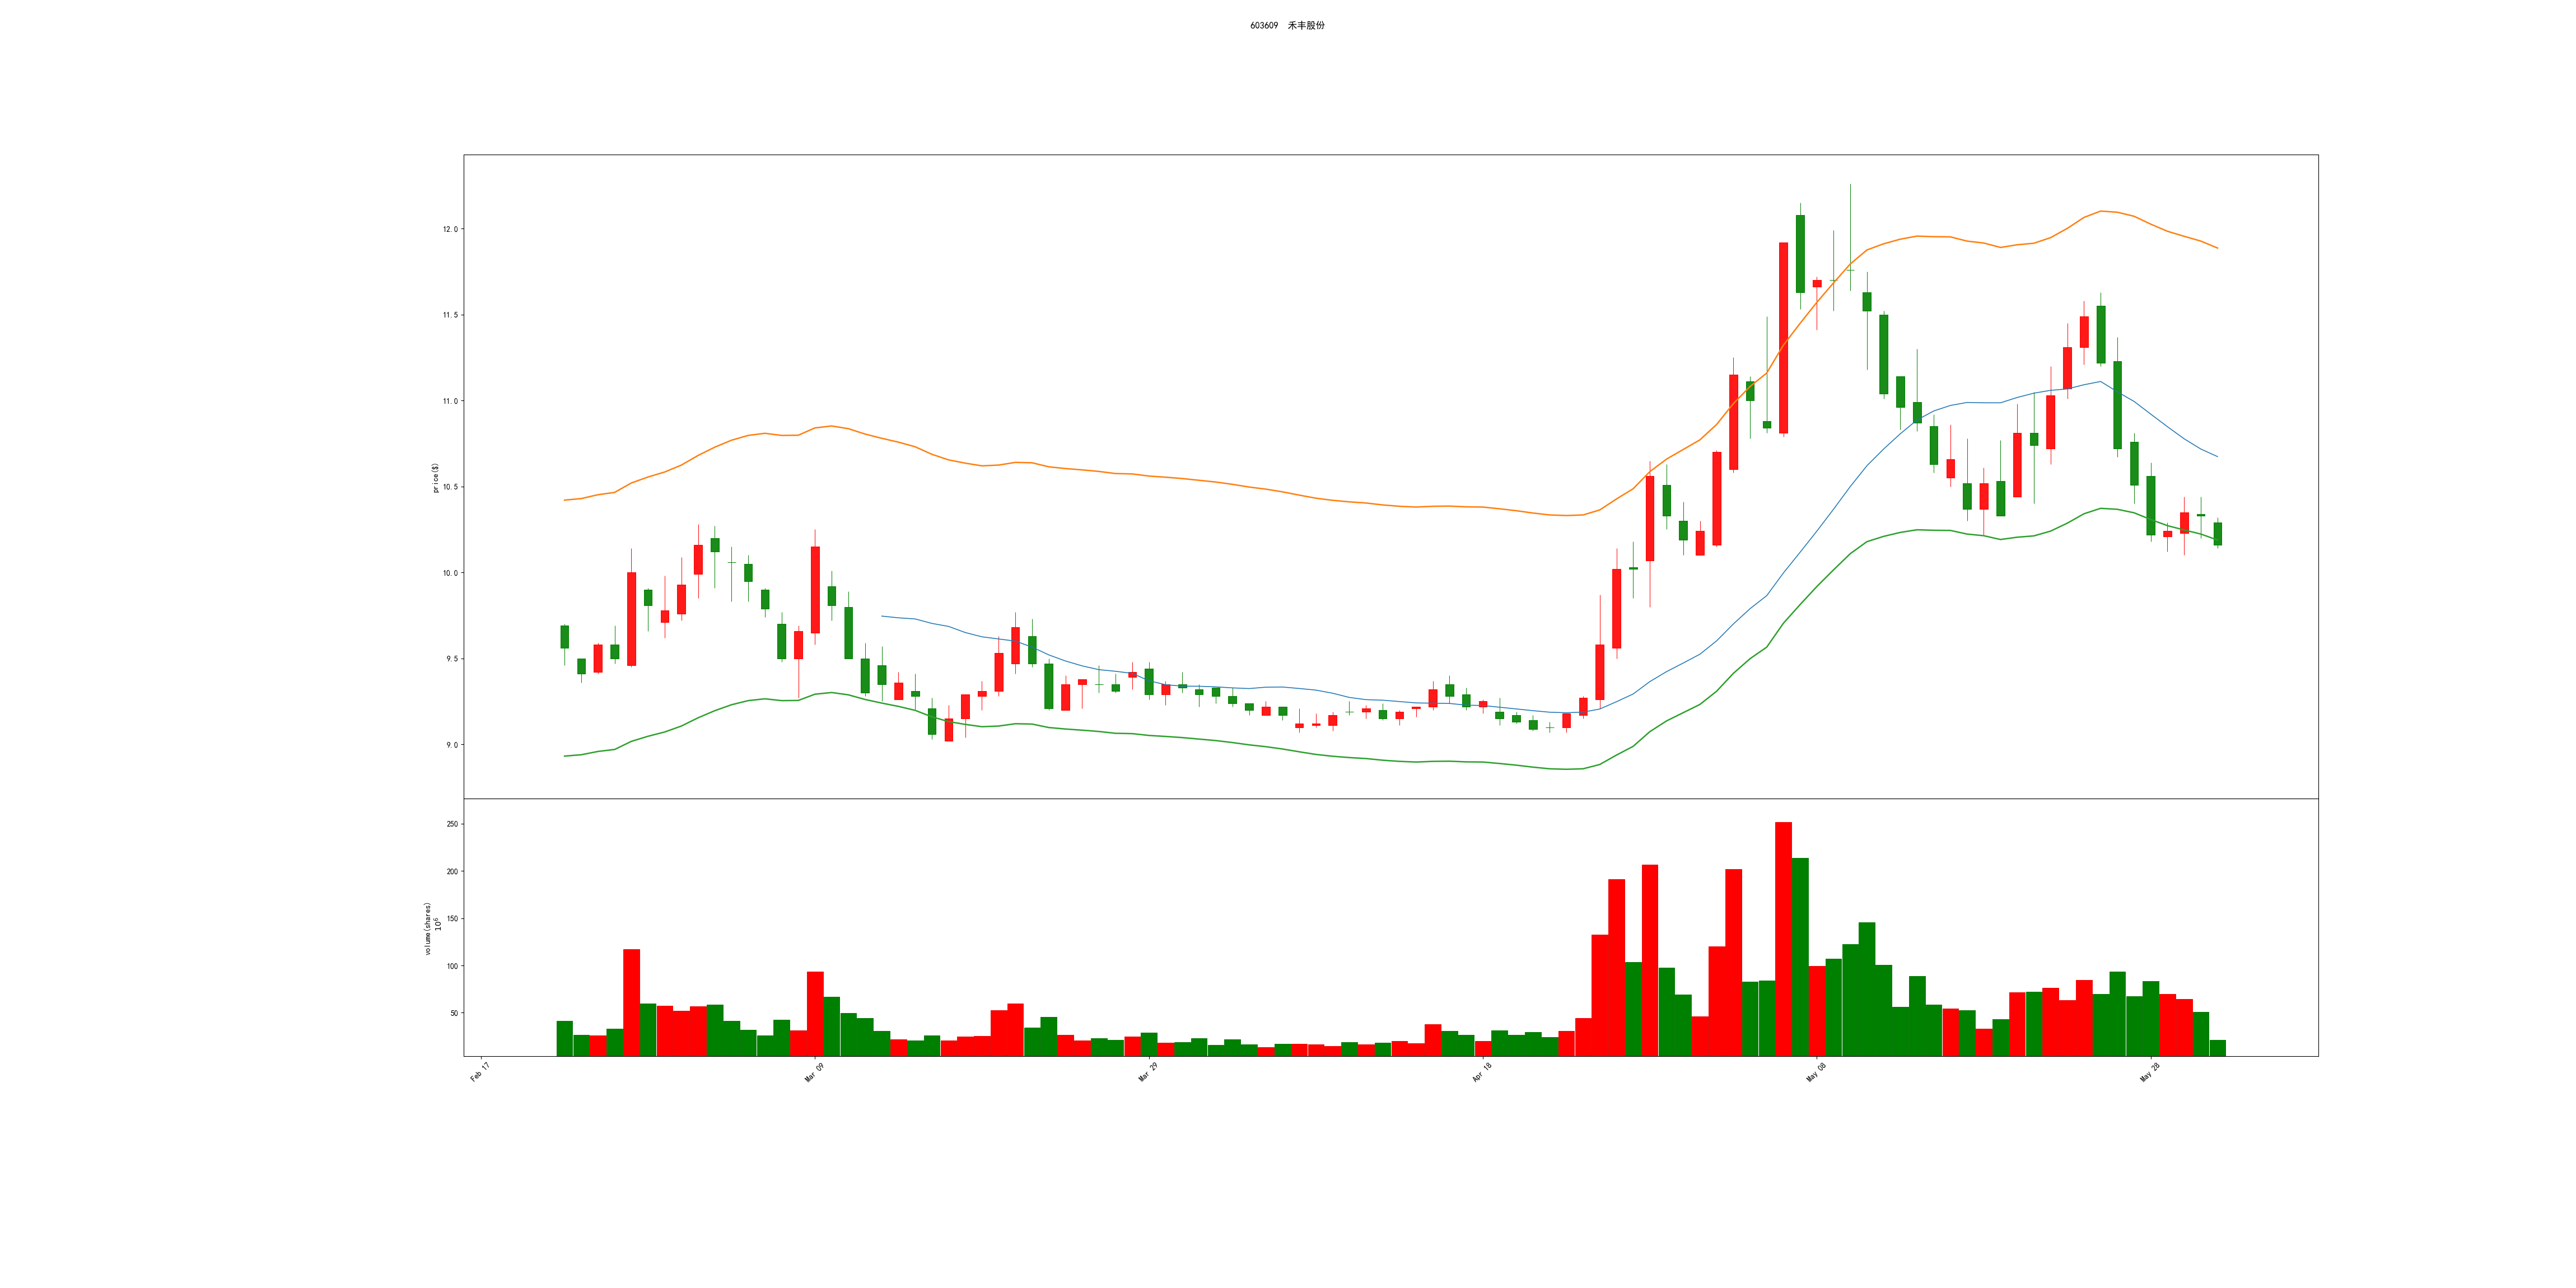 603609 禾丰股份
price($)
12.0
11.5
11.0
10.5
10.0
9.5
9.0
volume(shares)
10^6
250
200
150
100
50
Feb 17
Mar 09
Mar 29
Apr 18
May 08
May 28